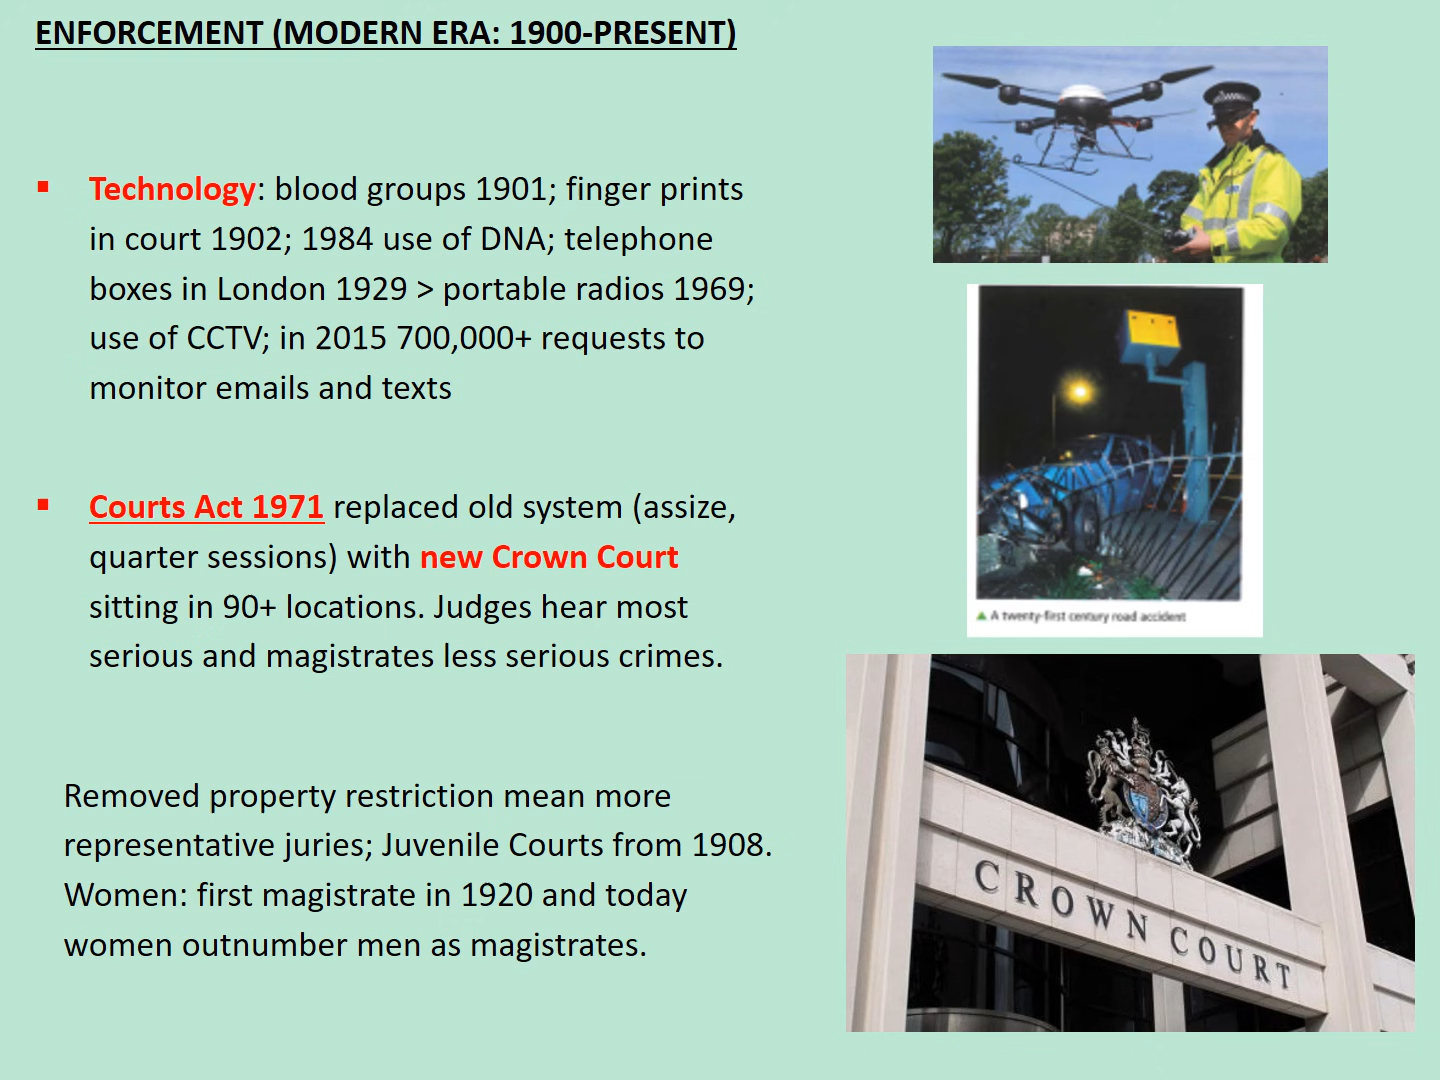 ENFORCEMENT (MODERN ERA: 1900-PRESENT)
▪ Technology: blood groups 1901; finger prints
in court 1902; 1984 use of DNA; telephone
boxes in London 1929 > portable radios 1969;
use of CCTV; in 2015 700,000+ requests to
monitor emails and texts
▪ Courts Act 1971 replaced old system (assize,
quarter sessions) with new Crown Court
sitting in 90+ locations. Judges hear most
serious and magistrates less serious crimes.
Removed property restriction mean more
representative juries; Juvenile Courts from 1908.
Women: first magistrate in 1920 and today
women outnumber men as magistrates.
▲ A twenty-first century road accident
CROWN COURT